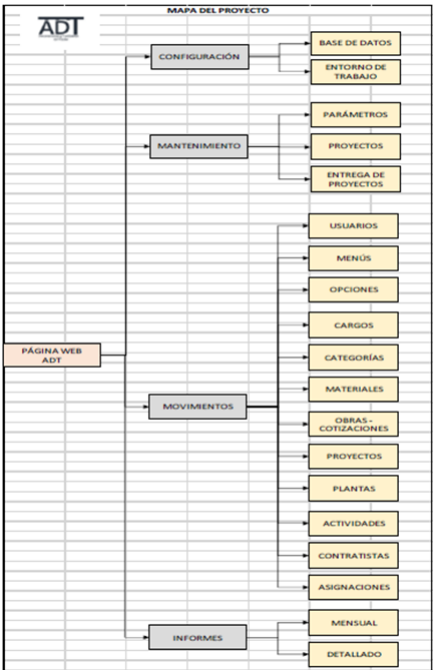 MAPA DEL PROYECTO
ADT
CONFIGURACIÓN
BASE DE DATOS
ENTORNO DE
TRABAJO
MANTENIMIENTO
PARÁMETROS
PROYECTOS
ENTREGA DE
PROYECTOS
PÁGINA WEB
ADT
MOVIMIENTOS
USUARIOS
MENÚS
OPCIONES
CARGOS
CATEGORÍAS
MATERIALES
OBRAS -
COTIZACIONES
PROYECTOS
PLANTAS
ACTIVIDADES
CONTRATISTAS
ASIGNACIONES
INFORMES
MENSUAL
DETALLADO